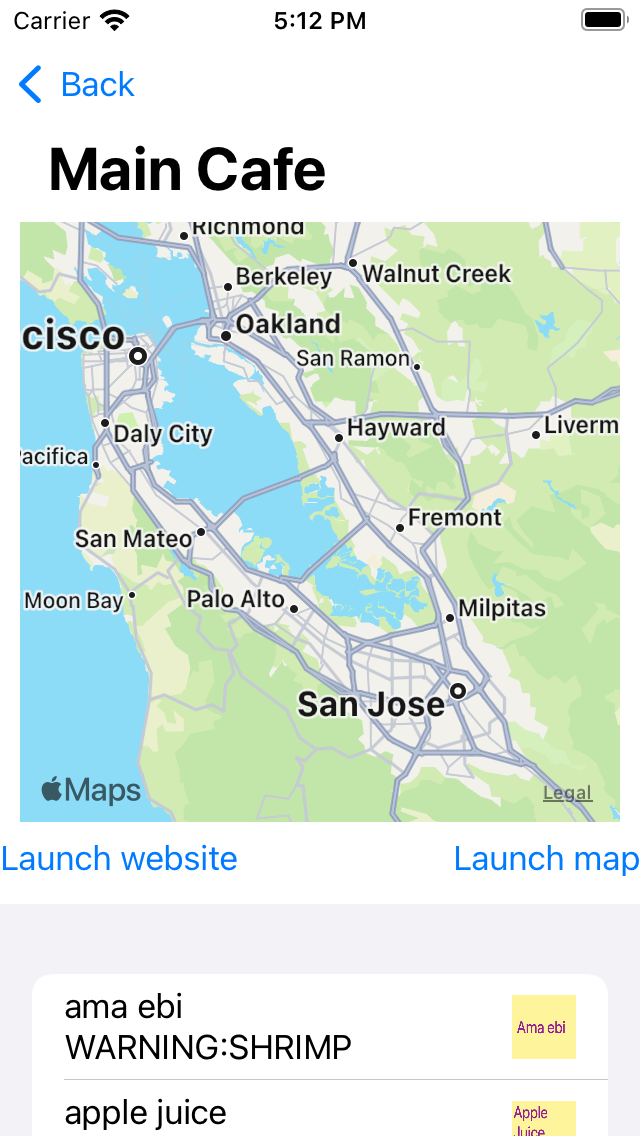 Carrier 5:12 PM
Back
Main Cafe
Richmond
Berkeley
Walnut Creek
cisco
Oakland
San Ramon
Hayward
Liverm
Daly City
acifica
Fremont
San Mateo
Moon Bay
Palo Alto
Milpitas
San Jose
Maps
Legal
Launch website
Launch map
ama ebi
WARNING:SHRIMP
Ama ebi
apple juice
Apple
Juice